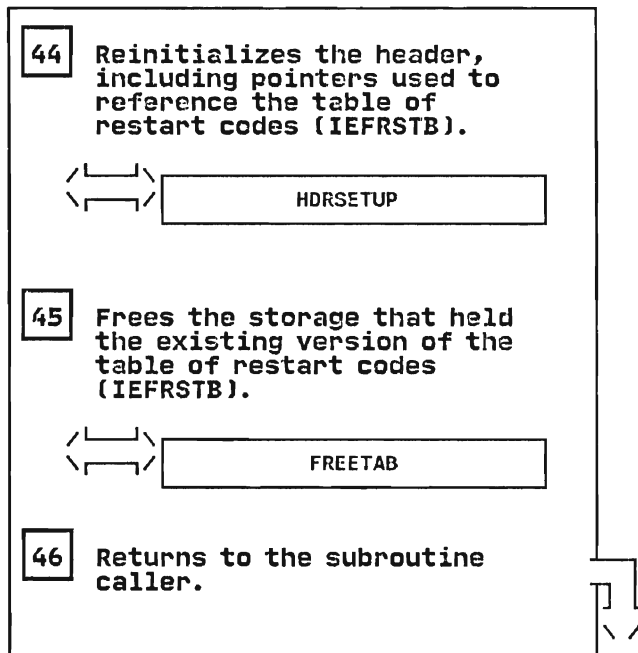 44 Reinitializes the header,
including pointers used to
reference the table of
restart codes (IEFRSTB).
HDRSETUP
45 Frees the storage that held
the existing version of the
table of restart codes
(IEFRSTB).
FREETAB
46 Returns to the subroutine
caller.